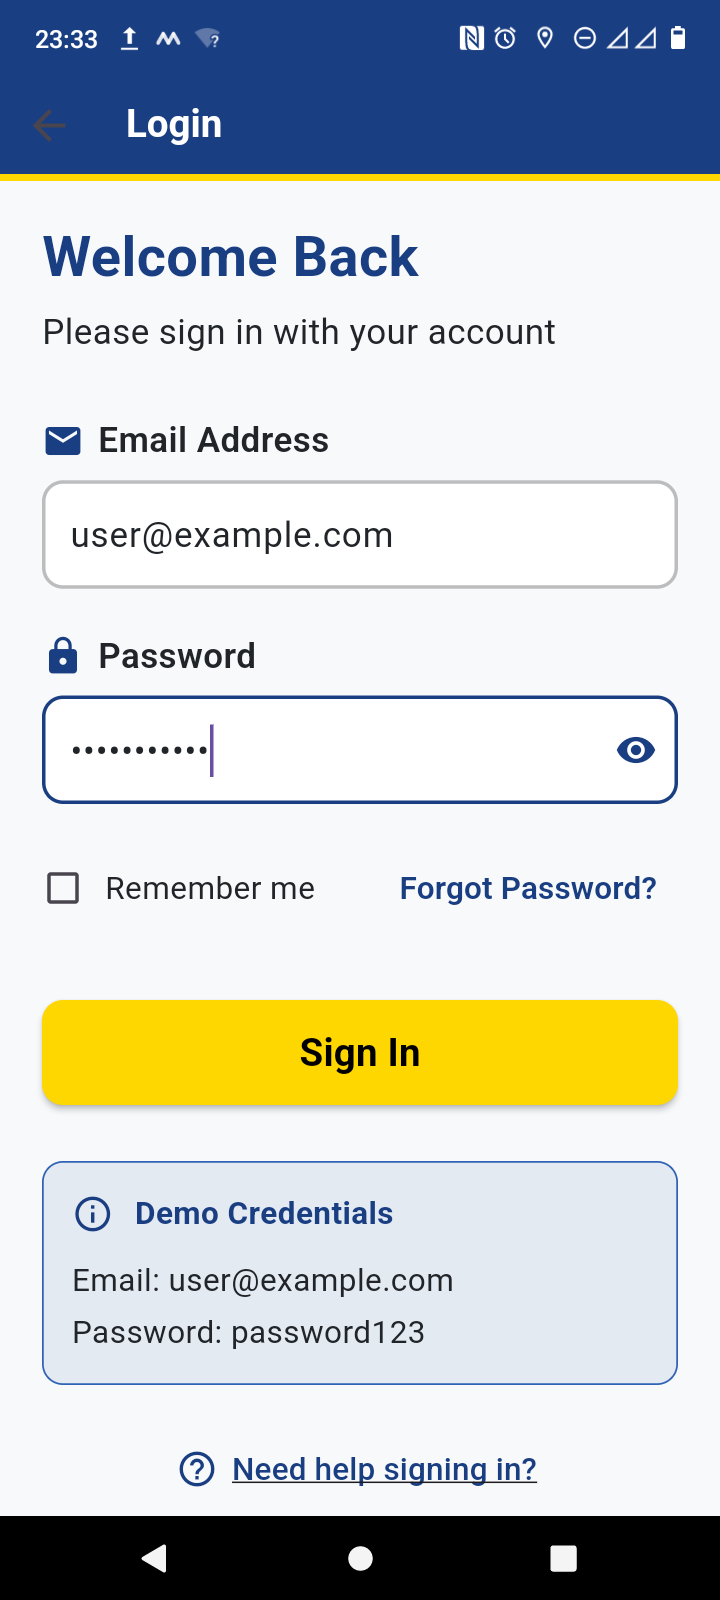 23:33
Login
Welcome Back
Please sign in with your account
Email Address
user@example.com
Password
•••••••••••
Remember me
Forgot Password?
Sign In
Demo Credentials
Email: user@example.com
Password: password123
Need help signing in?